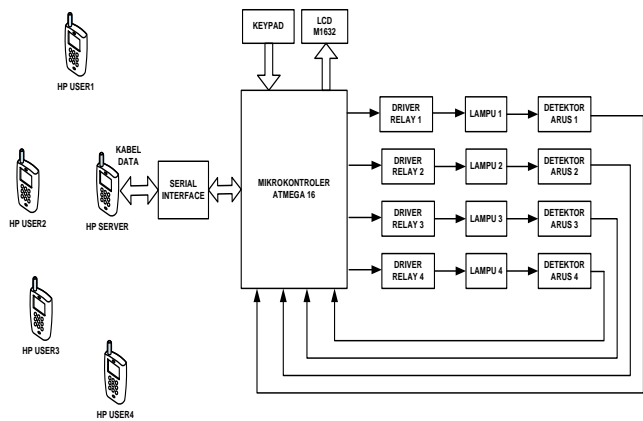 KEYPAD
LCD
M1632
HP USER1
DRIVER
RELAY 1
LAMPU 1
DETEKTOR
ARUS 1
KABEL
DATA
HP USER2
HP SERVER
SERIAL
INTERFACE
MIKROKONTROLER
ATMEGA 16
DRIVER
RELAY 2
LAMPU 2
DETEKTOR
ARUS 2
DRIVER
RELAY 3
LAMPU 3
DETEKTOR
ARUS 3
DRIVER
RELAY 4
LAMPU 4
DETEKTOR
ARUS 4
HP USER3
HP USER4